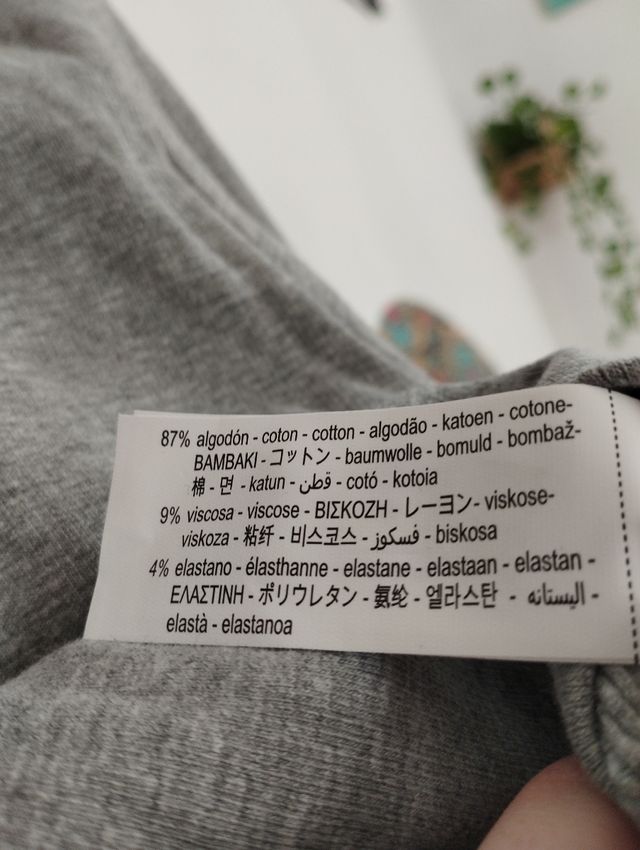 87% algodón - coton - cotton - algodão - katoen - cotone-
BAMBAKI - コットン - baumwolle - bomuld - bombaž-
棉 - 면 - katun - قطن - cotó - kotoia
9% viscosa - viscose - ΒΙΣΚΟΖΗ - レーヨン- viskose-
viskoza - 粘纤 - 비스코스 - فسكوز - biskosa
4% elastano - élasthanne - elastane - elastaan - elastan -
ΕΛΑΣΤΙΝΗ - ポリウレタン - 氨纶 - 엘라스탄 - اليستانه -
elastà - elastanoa